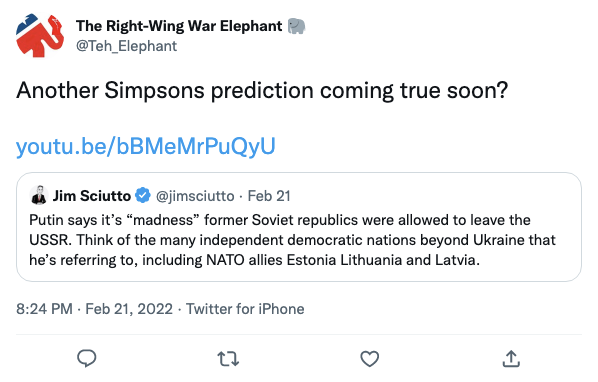 The Right-Wing War Elephant 🐘
@Teh_Elephant
Another Simpsons prediction coming true soon?
youtu.be/bBMeMrPuQyU
Jim Sciutto @jimsciutto · Feb 21
Putin says it’s “madness” former Soviet republics were allowed to leave the
USSR. Think of the many independent democratic nations beyond Ukraine that
he’s referring to, including NATO allies Estonia Lithuania and Latvia.
8:24 PM · Feb 21, 2022 · Twitter for iPhone